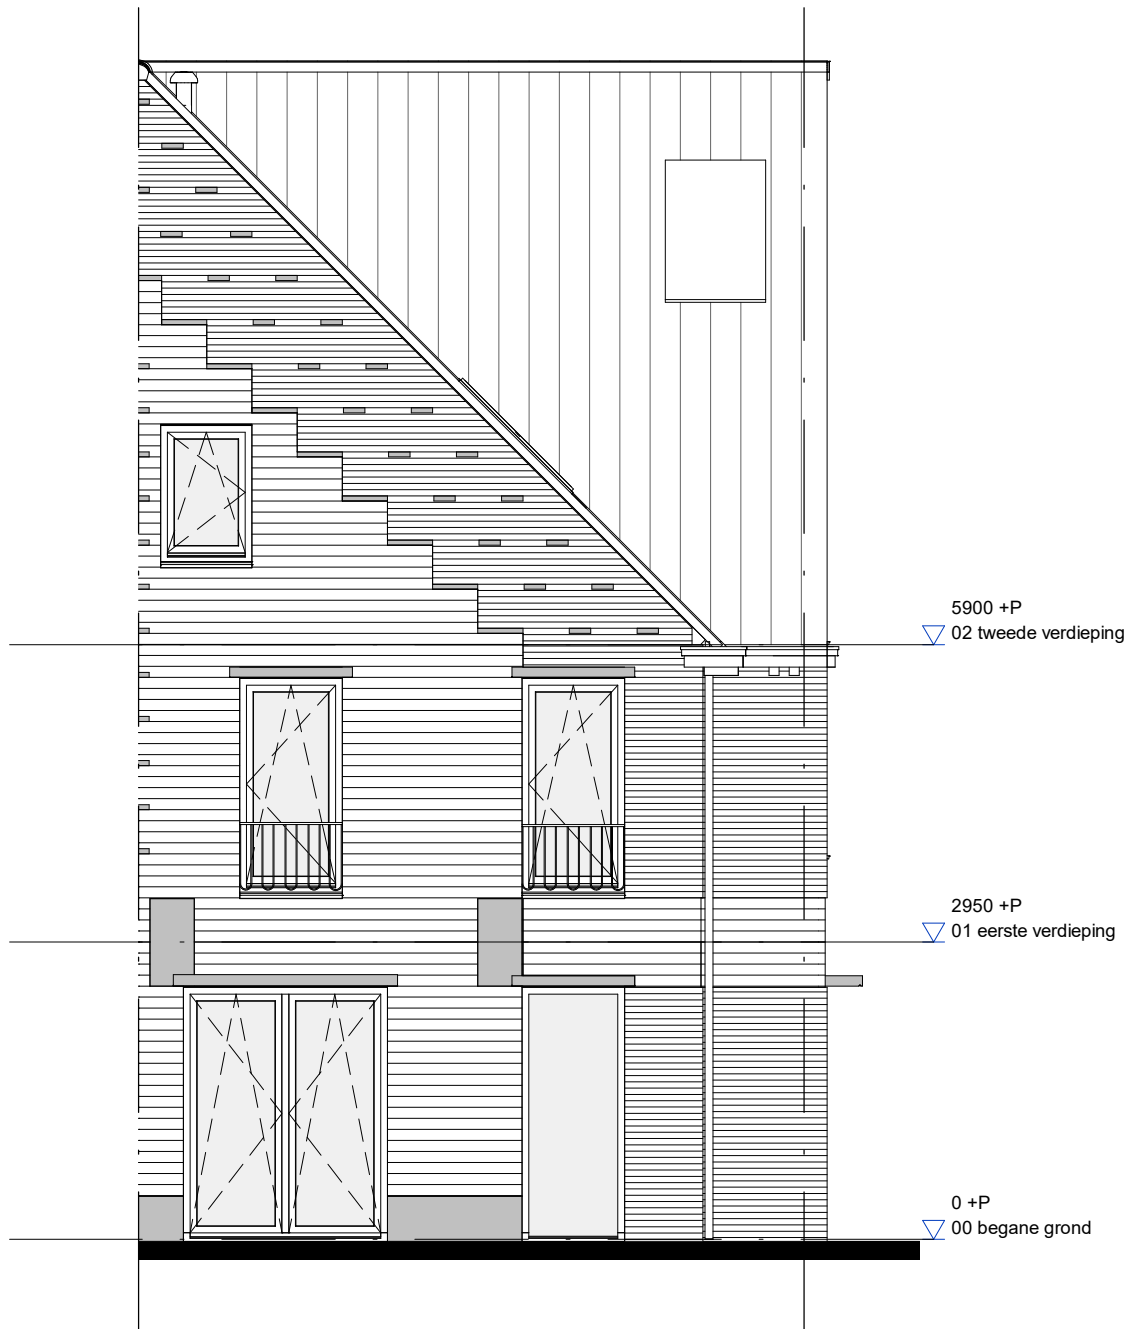 5900 +P
02 tweede verdieping
2950 +P
01 eerste verdieping
0 +P
00 begane grond